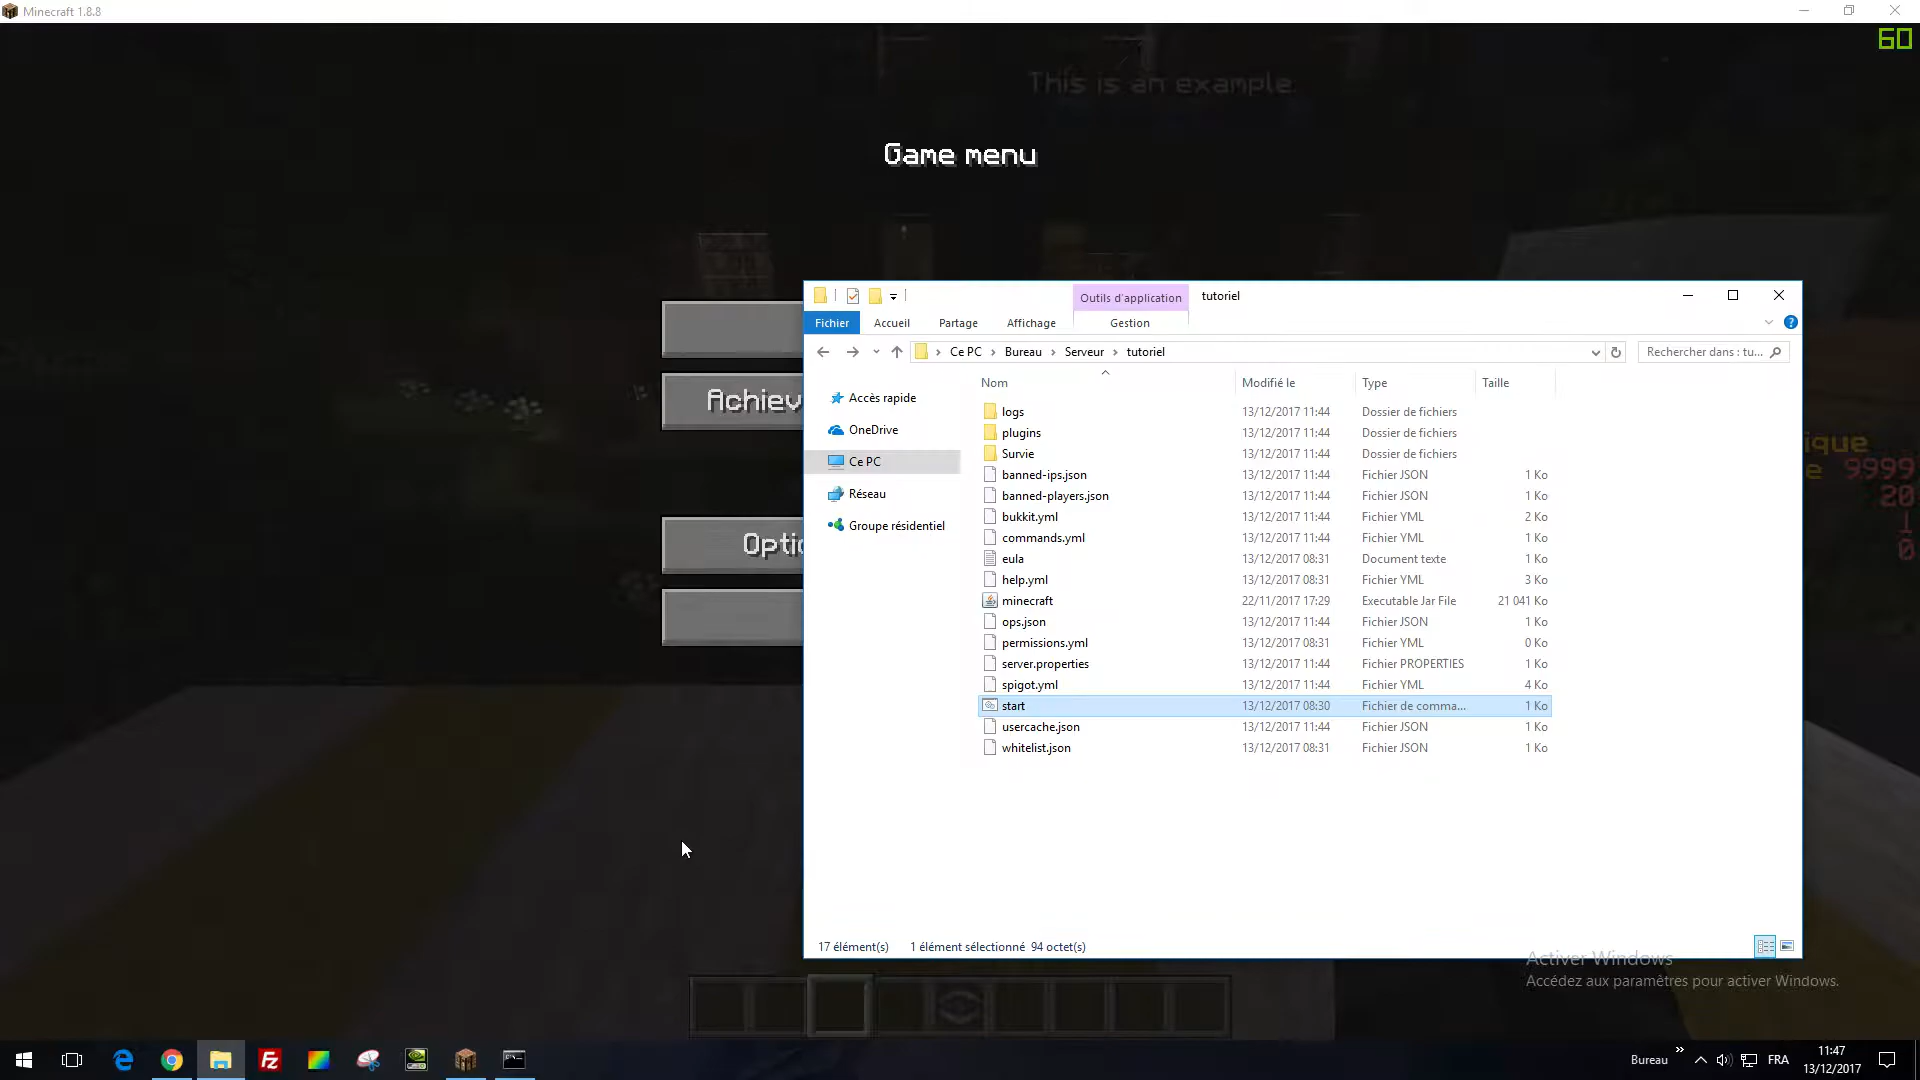 Minecraft 1.8.8
60
This is an example.
Game menu
Achiev
Optio
ique
e 9999
20
0
Outils d'application tutoriel
Fichier Accueil Partage Affichage Gestion
Ce PC Bureau Serveur tutoriel
Rechercher dans : tu...
Accès rapide
OneDrive
Ce PC
Réseau
Groupe résidentiel
Nom Modifié le Type Taille
logs 13/12/2017 11:44 Dossier de fichiers
plugins 13/12/2017 11:44 Dossier de fichiers
Survie 13/12/2017 11:44 Dossier de fichiers
banned-ips.json 13/12/2017 11:44 Fichier JSON 1 Ko
banned-players.json 13/12/2017 11:44 Fichier JSON 1 Ko
bukkit.yml 13/12/2017 11:44 Fichier YML 2 Ko
commands.yml 13/12/2017 11:44 Fichier YML 1 Ko
eula 13/12/2017 08:31 Document texte 1 Ko
help.yml 13/12/2017 08:31 Fichier YML 3 Ko
minecraft 22/11/2017 17:29 Executable Jar File 21 041 Ko
ops.json 13/12/2017 11:44 Fichier JSON 1 Ko
permissions.yml 13/12/2017 08:31 Fichier YML 0 Ko
server.properties 13/12/2017 11:44 Fichier PROPERTIES 1 Ko
spigot.yml 13/12/2017 11:44 Fichier YML 4 Ko
start 13/12/2017 08:30 Fichier de comma... 1 Ko
usercache.json 13/12/2017 11:44 Fichier JSON 1 Ko
whitelist.json 13/12/2017 08:31 Fichier JSON 1 Ko
17 élément(s) 1 élément sélectionné 94 octet(s)
Activer Windows
Accédez aux paramètres pour activer Windows.
Bureau FRA 11:47
13/12/2017